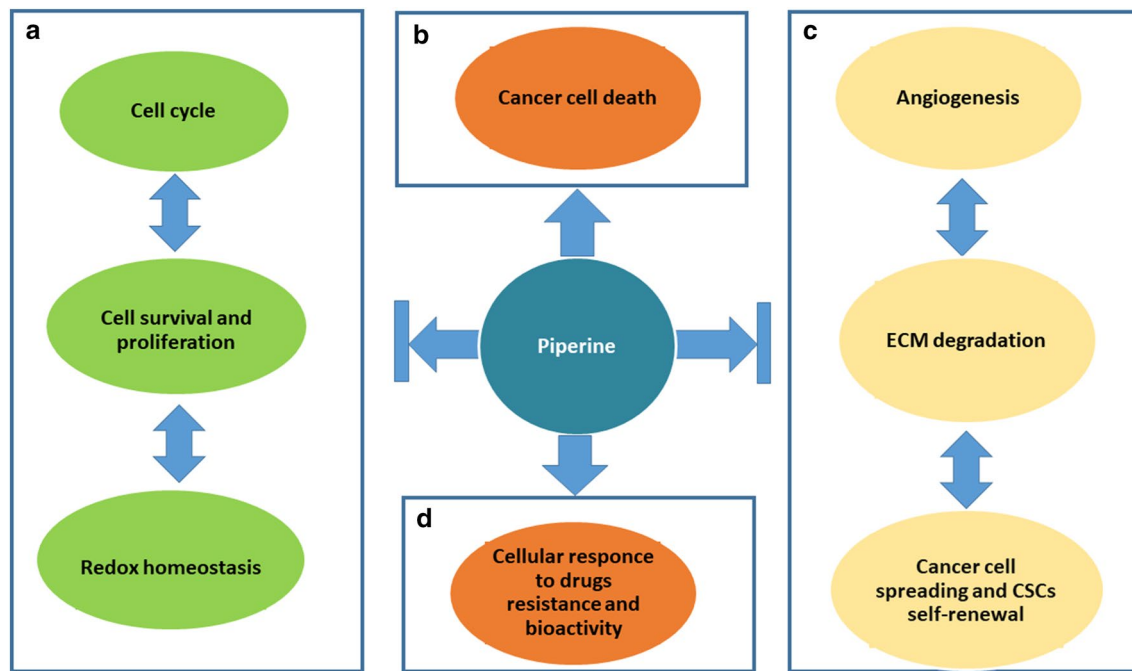 a
Cell cycle
Cell survival and
proliferation
Redox homeostasis
b
Cancer cell death
Piperine
d
Cellular responce
to drugs
resistance and
bioactivity
c
Angiogenesis
ECM degradation
Cancer cell
spreading and CSCs
self-renewal